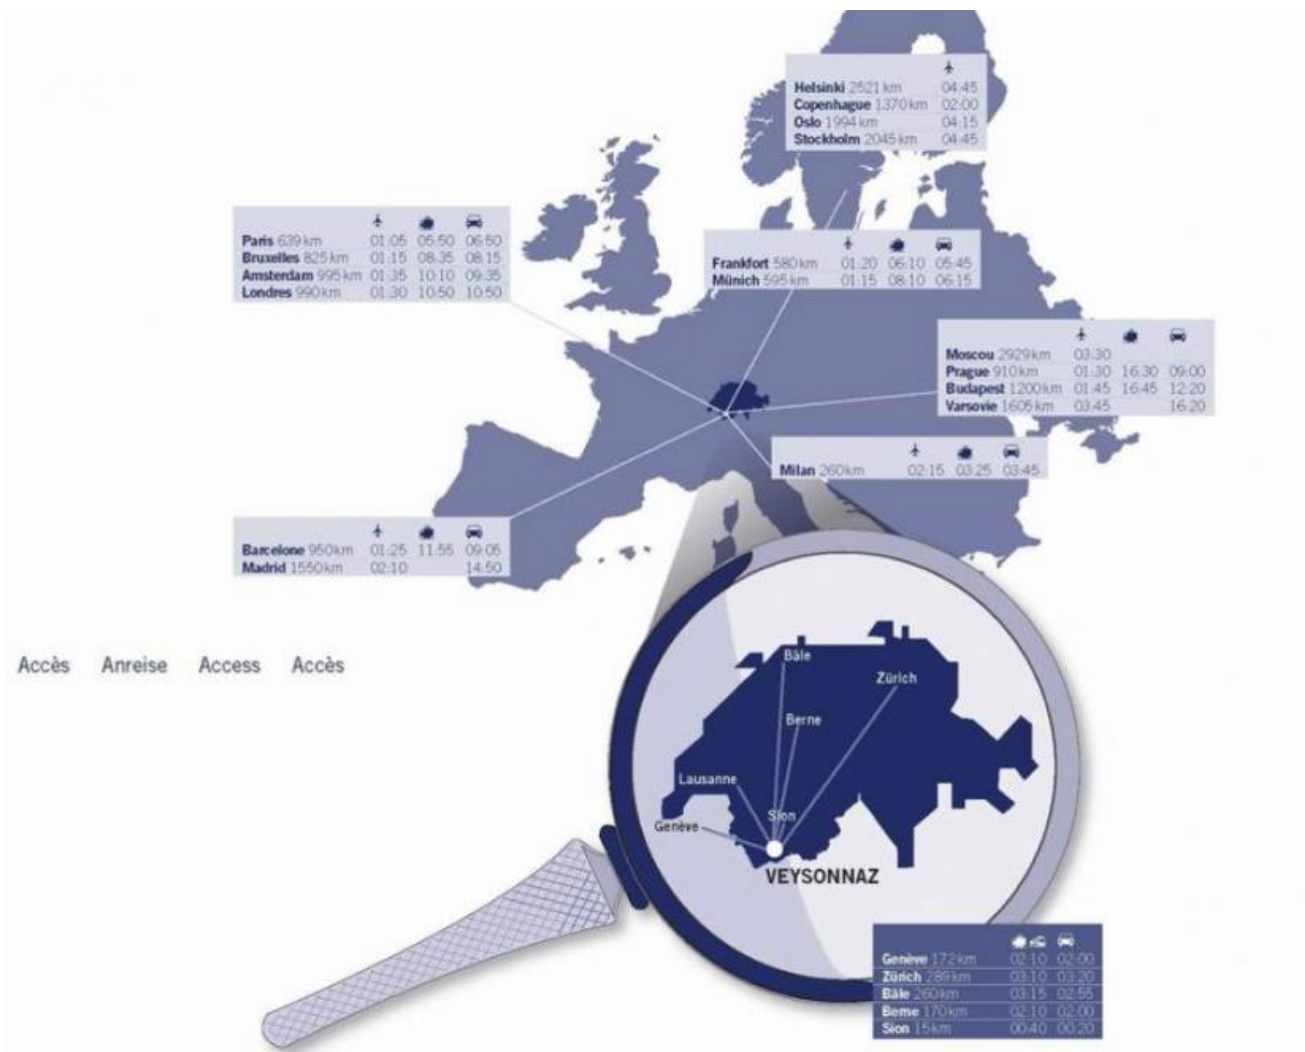 Helsinki 2521 km 04:45
Copenhague 1370 km 02:00
Oslo 1994 km 04:15
Stockholm 2045 km 04:45
Paris 639 km 01:05 05:50 06:50
Bruxelles 825 km 01:15 08:35 08:15
Amsterdam 995 km 01:35 10:10 09:35
Londres 990 km 01:30 10:50 10:50
Frankfort 580 km 01:20 06:10 05:45
Münich 595 km 01:15 08:10 06:15
Moscou 2929 km 03:30
Prague 910 km 01:30 16.30 09:00
Budapest 1200 km 01:45 16:45 12:20
Varsovie 1605 km 03:45 16:20
Milan 260 km 02:15 03:25 03:45
Barcelone 950 km 01:25 11:55 09:05
Madrid 1550 km 02:10 14:50
Accès Anreise Access Accès
Bâle
Zürich
Berne
Lausanne
Sion
Genève
VEYSONNAZ
Genève 172 km 02:10 02:00
Zürich 289 km 03:10 03:20
Bâle 260 km 03:15 02:55
Berne 170 km 02:10 02:00
Sion 15 km 00:40 00:20